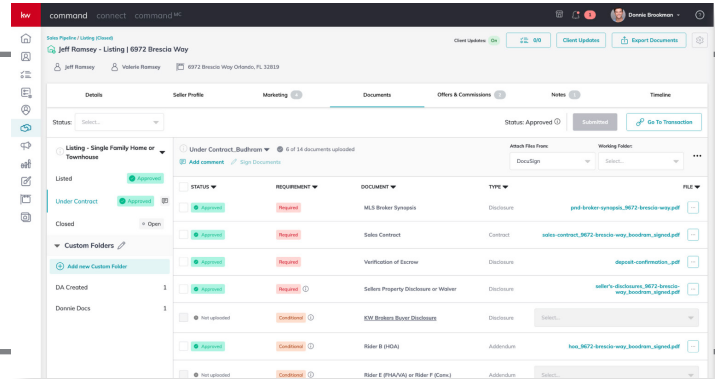 kw command connect command MC 1 Donnie Brookman
Sales Pipeline / Listing (Closed)
Jeff Ramsey - Listing | 6972 Brescia Way
Client Updates: On 0/0 Client Updates Export Documents
Jeff Ramsey Valerie Ramsey 6972 Brescia Way Orlando, FL 32819
Details Seller Profile Marketing 4 Documents Offers & Commissions Notes Timeline
Status: Select... Status: Approved Submitted Go To Transaction
Listing - Single Family Home or Townhouse
Under Contract_Budhram 6 of 14 documents uploaded
Add comment Sign Documents
Attach Files From: DocuSign
Working Folder: Select...
Listed Approved
Under Contract Approved
Closed Open
Custom Folders
Add new Custom Folder
DA Created 1
Donnie Docs 1
STATUS REQUIREMENT DOCUMENT TYPE FILE
Approved Required MLS Broker Synopsis Disclosure prd-broker-synopsis_9672-brescia-way.pdf
Approved Required Sales Contract Contract sales-contract_9672-brescia-way_boodram_signed.pdf
Approved Required Verification of Escrow Disclosure deposit-confirmation_.pdf
Approved Required Sellers Property Disclosure or Waiver Disclosure seller's-disclosures_9672-brescia-
way_boodram_signed.pdf
Not uploaded Conditional KW Brokers Buyer Disclosure Disclosure Select...
Approved Conditional Rider B (HOA) Addendum hoa_9672-brescia-way_boodram_signed.pdf
Not uploaded Conditional Rider E (FHA/VA) or Rider F (Conv.) Addendum Select...